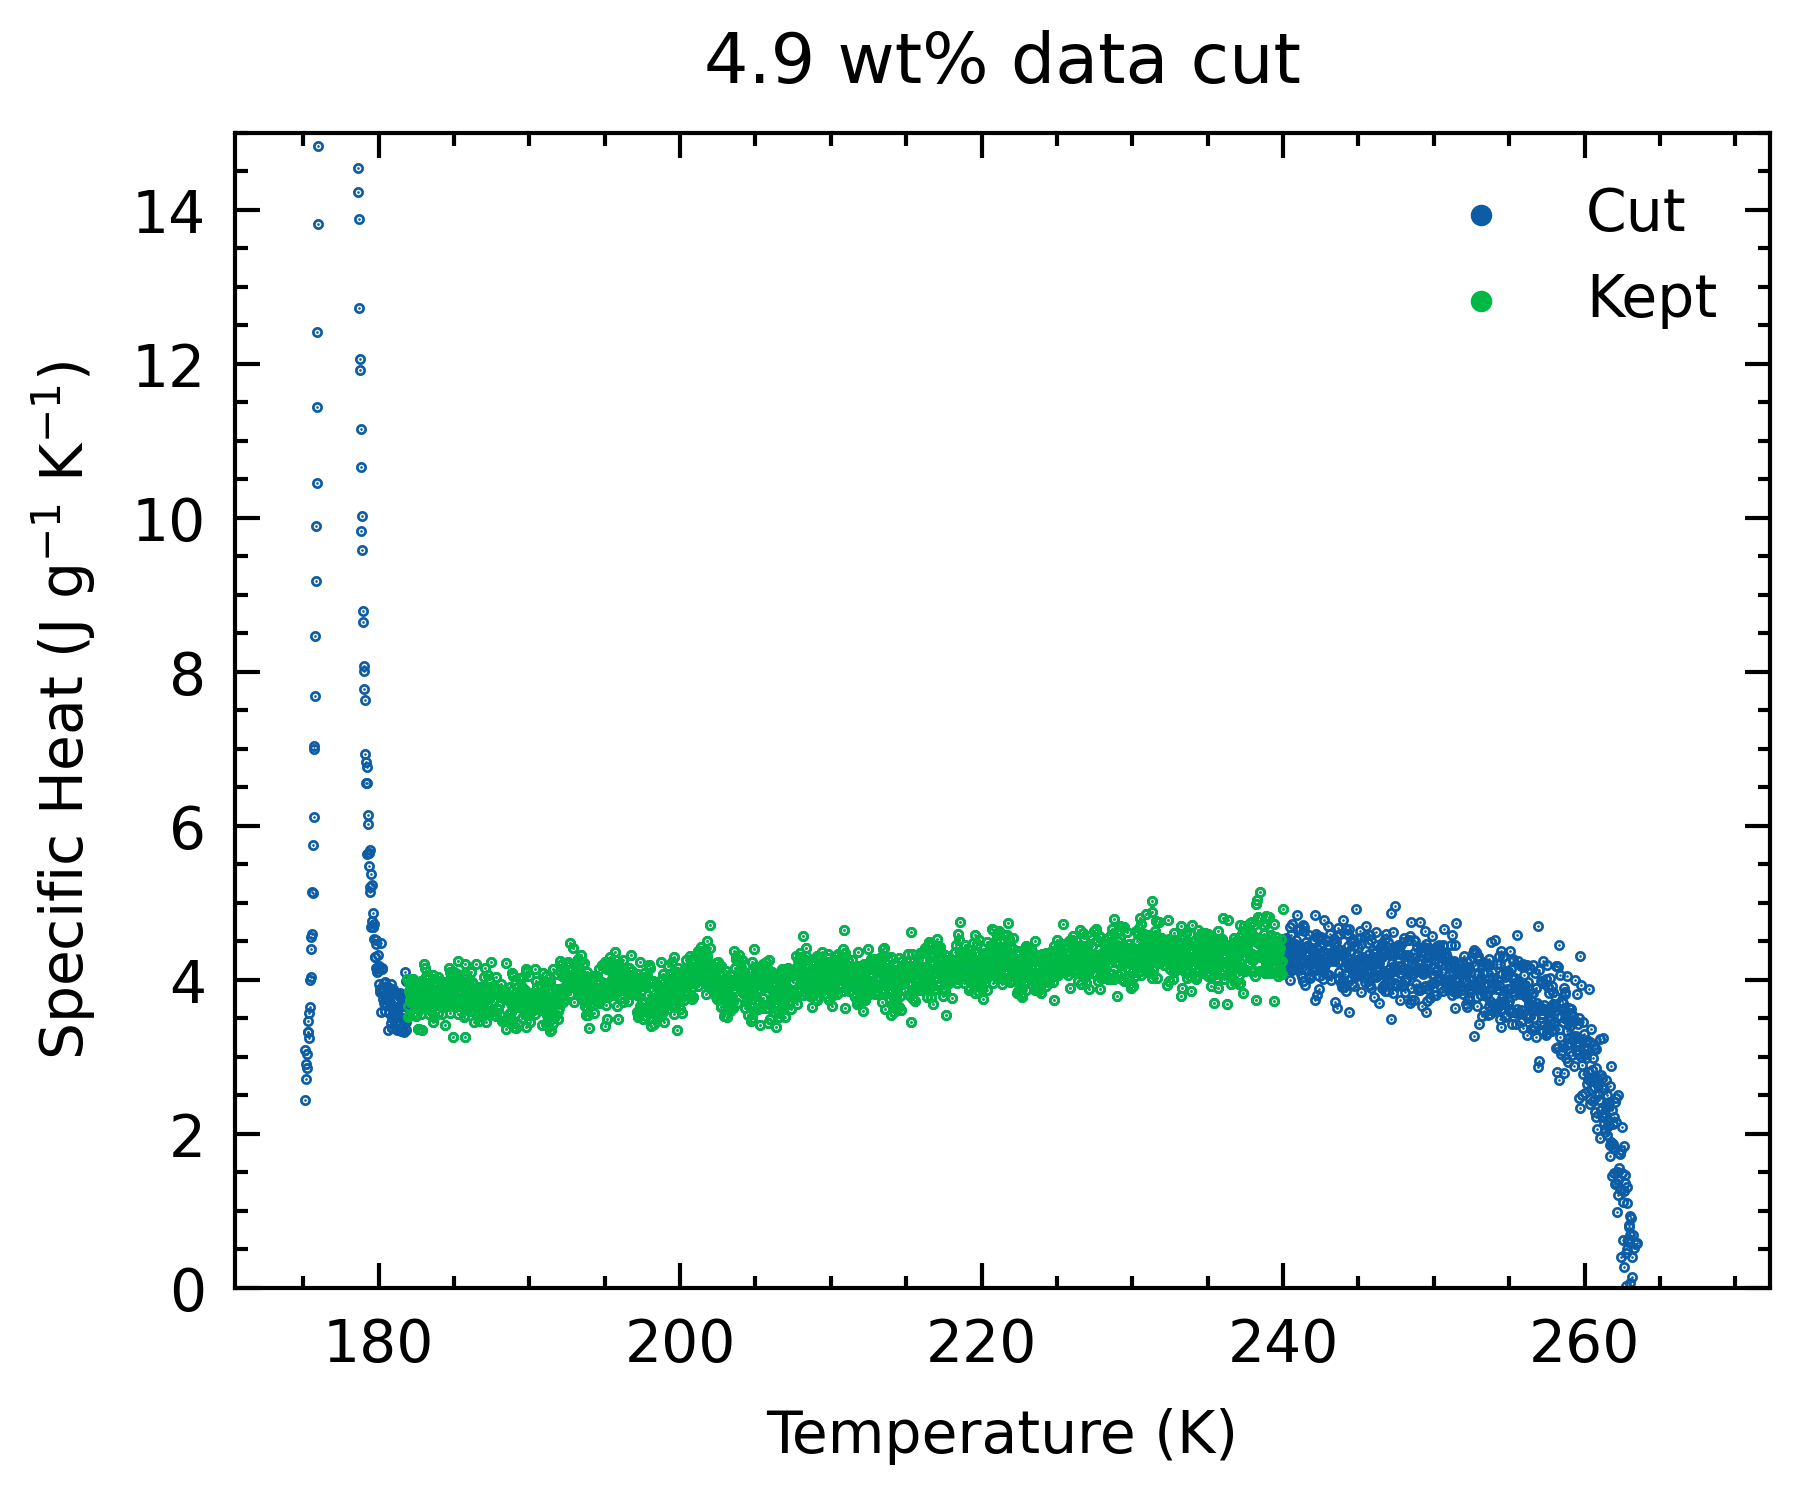 4.9 wt% data cut
14
12
10
8
6
4
2
0
Specific Heat (J g⁻¹ K⁻¹)
Cut
Kept
180 200 220 240 260
Temperature (K)